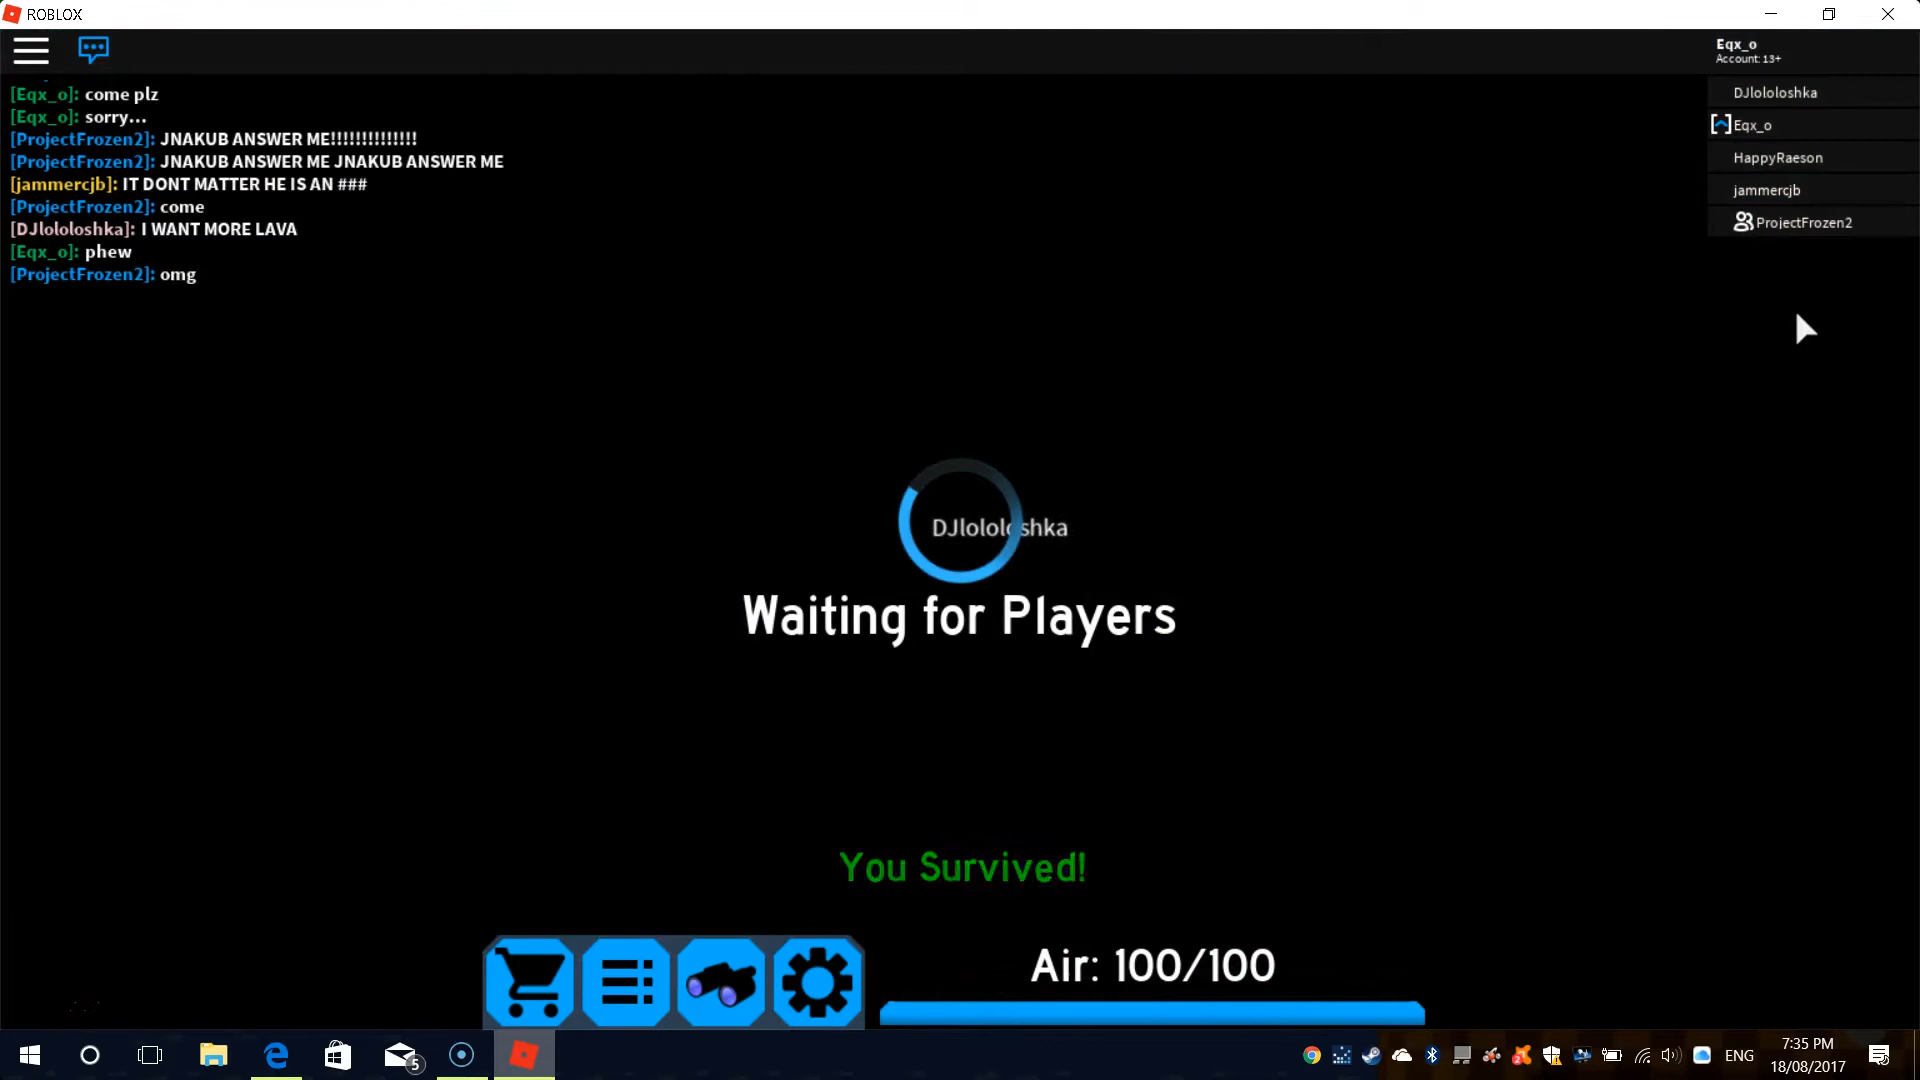 ROBLOX
Eqx_o
Account: 13+
[Eqx_o]: come plz
[Eqx_o]: sorry...
[ProjectFrozen2]: JNAKUB ANSWER ME!!!!!!!!!!!!!!
[ProjectFrozen2]: JNAKUB ANSWER ME JNAKUB ANSWER ME
[jammercjb]: IT DONT MATTER HE IS AN ###
[ProjectFrozen2]: come
[DJlololoshka]: I WANT MORE LAVA
[Eqx_o]: phew
[ProjectFrozen2]: omg
DJlololoshka
Eqx_o
HappyRaeson
jammercjb
ProjectFrozen2
DJlololoshka
Waiting for Players
You Survived!
Air: 100/100
5
2
ENG
7:35 PM
18/08/2017